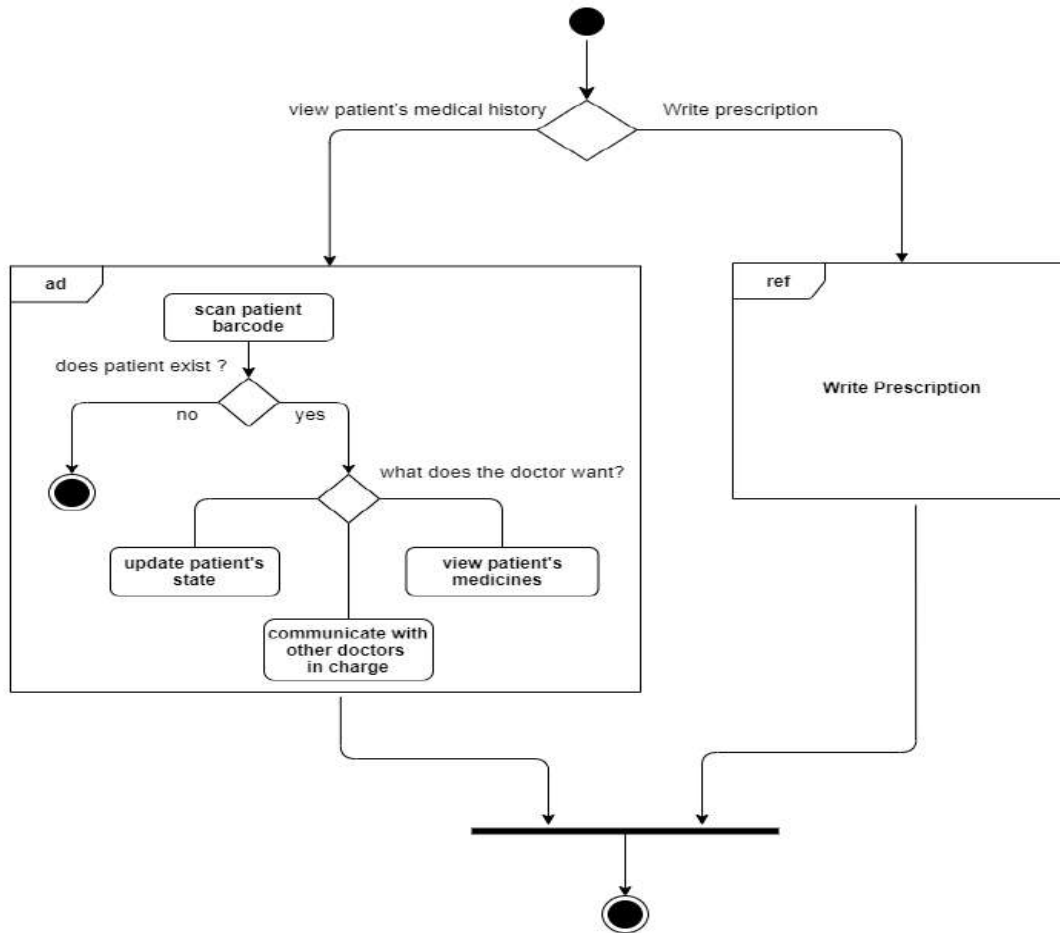 view patient's medical history
Write prescription
ad
scan patient
barcode
does patient exist ?
no
yes
what does the doctor want?
update patient's
state
view patient's
medicines
communicate with
other doctors
in charge
ref
Write Prescription